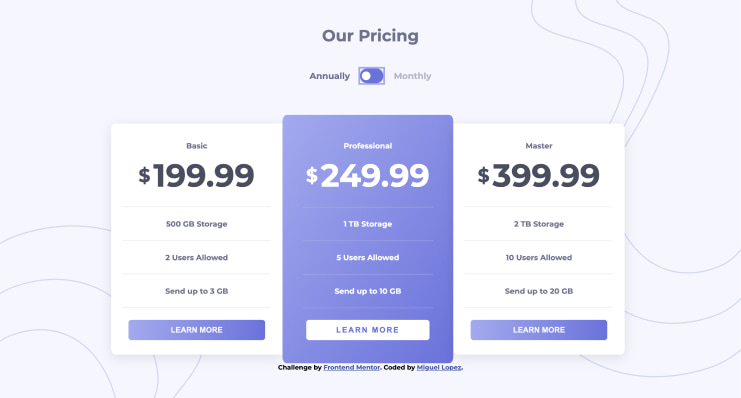 Our Pricing
Annually Monthly
Basic
$199.99
500 GB Storage
2 Users Allowed
Send up to 3 GB
LEARN MORE
Professional
$249.99
1 TB Storage
5 Users Allowed
Send up to 10 GB
LEARN MORE
Master
$399.99
2 TB Storage
10 Users Allowed
Send up to 20 GB
LEARN MORE
Challenge by Frontend Mentor. Coded by Miguel Lopez.